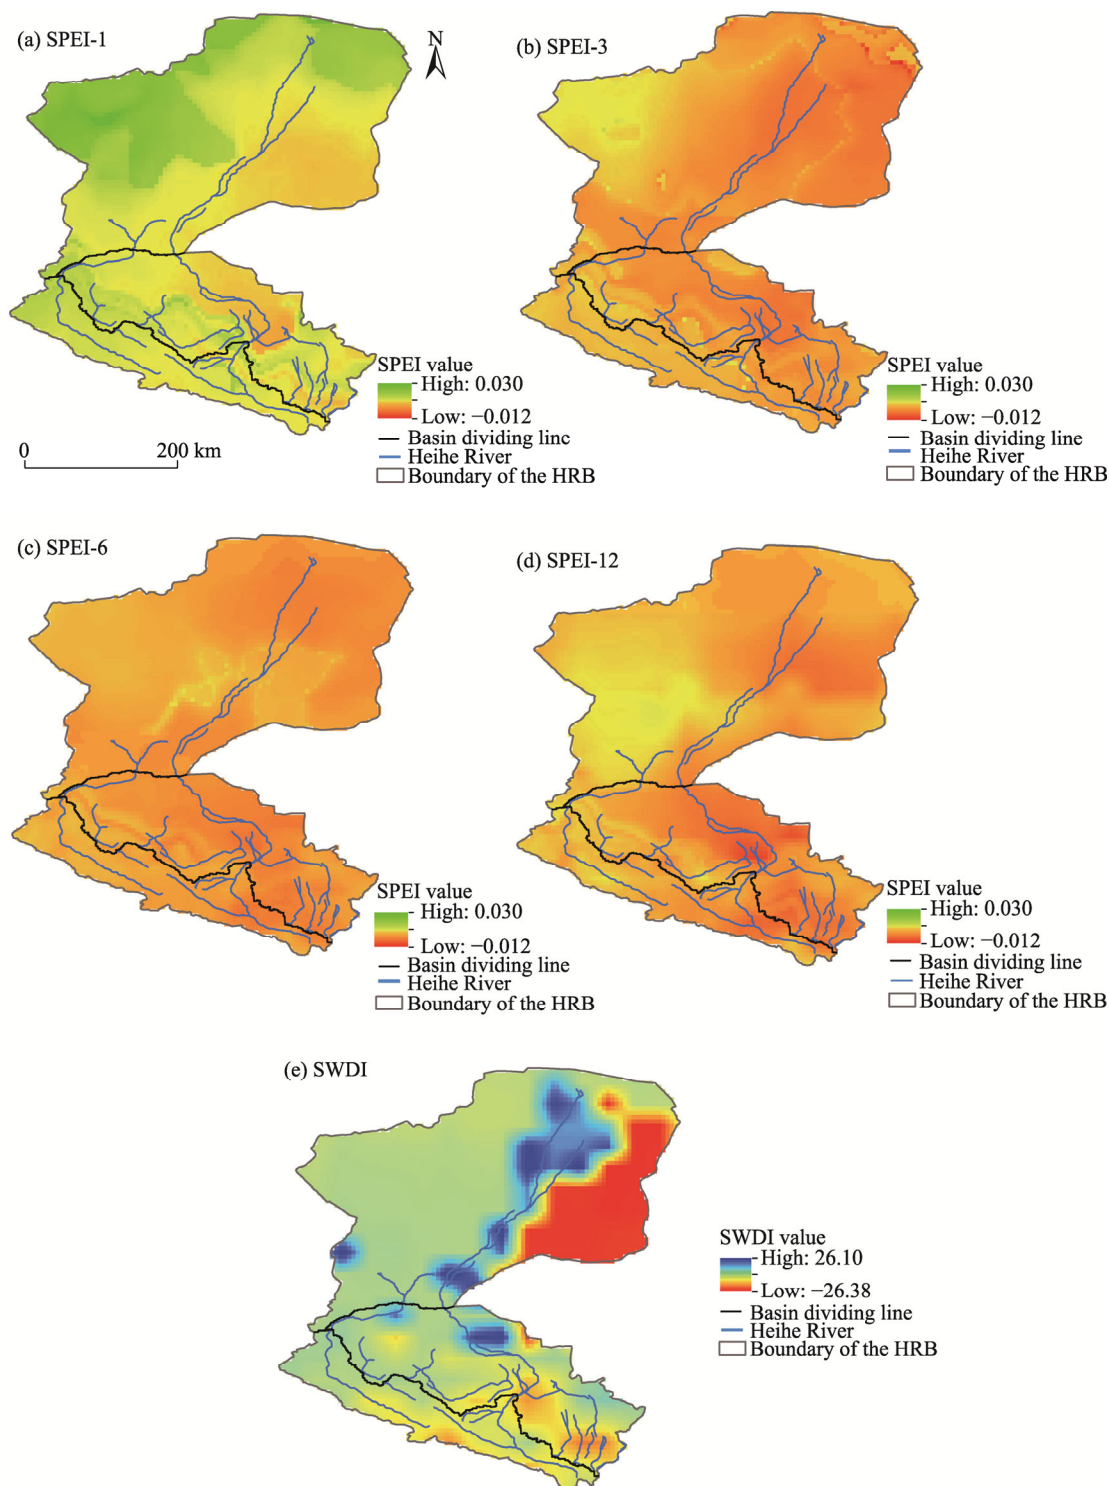 (a) SPEI-1
N
SPEI value
High: 0.030
Low: −0.012
Basin dividing line
Heihe River
Boundary of the HRB
0 200 km
(b) SPEI-3
SPEI value
High: 0.030
Low: −0.012
Basin dividing line
Heihe River
Boundary of the HRB
(c) SPEI-6
SPEI value
High: 0.030
Low: −0.012
Basin dividing line
Heihe River
Boundary of the HRB
(d) SPEI-12
SPEI value
High: 0.030
Low: −0.012
Basin dividing line
Heihe River
Boundary of the HRB
(e) SWDI
SWDI value
High: 26.10
Low: −26.38
Basin dividing line
Heihe River
Boundary of the HRB